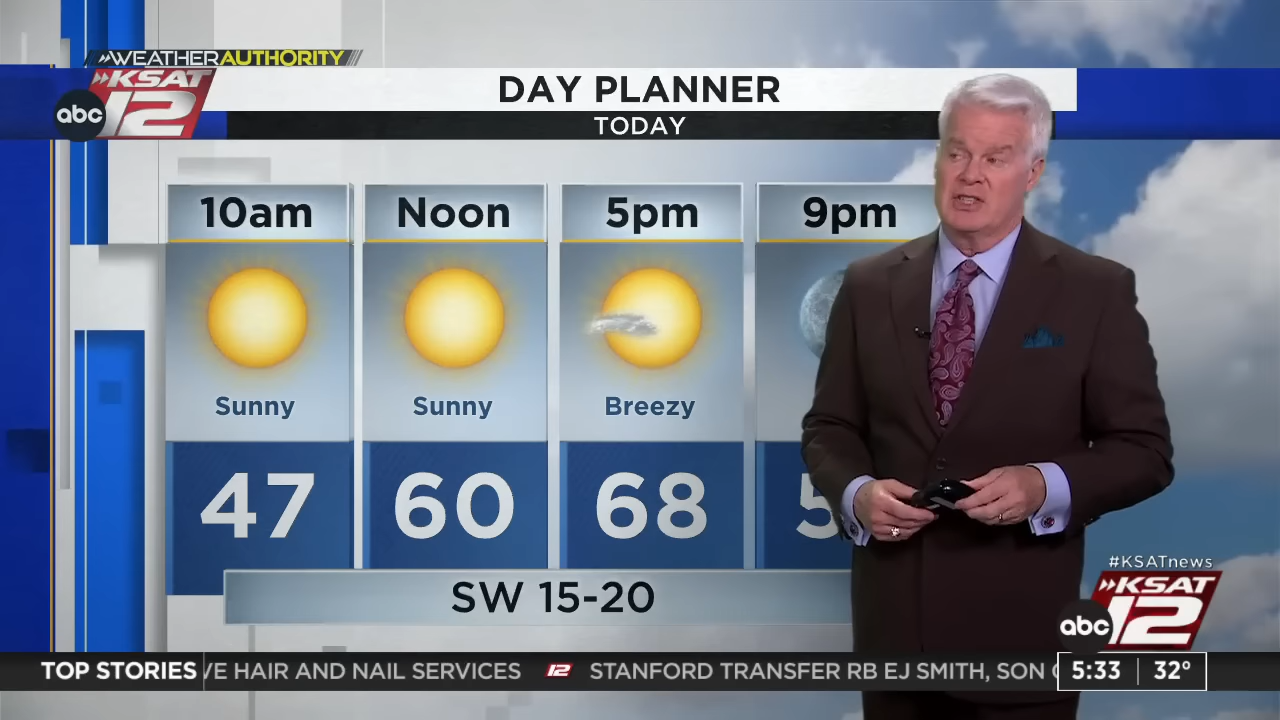 WEATHERAUTHORITY
KSAT
abc 12
DAY PLANNER
TODAY
10am Noon 5pm 9pm
Sunny Sunny Breezy
47 60 68 5
SW 15-20
#KSATnews
KSAT
abc 12
TOP STORIES VE HAIR AND NAIL SERVICES 12 STANFORD TRANSFER RB EJ SMITH, SON 5:33 32°